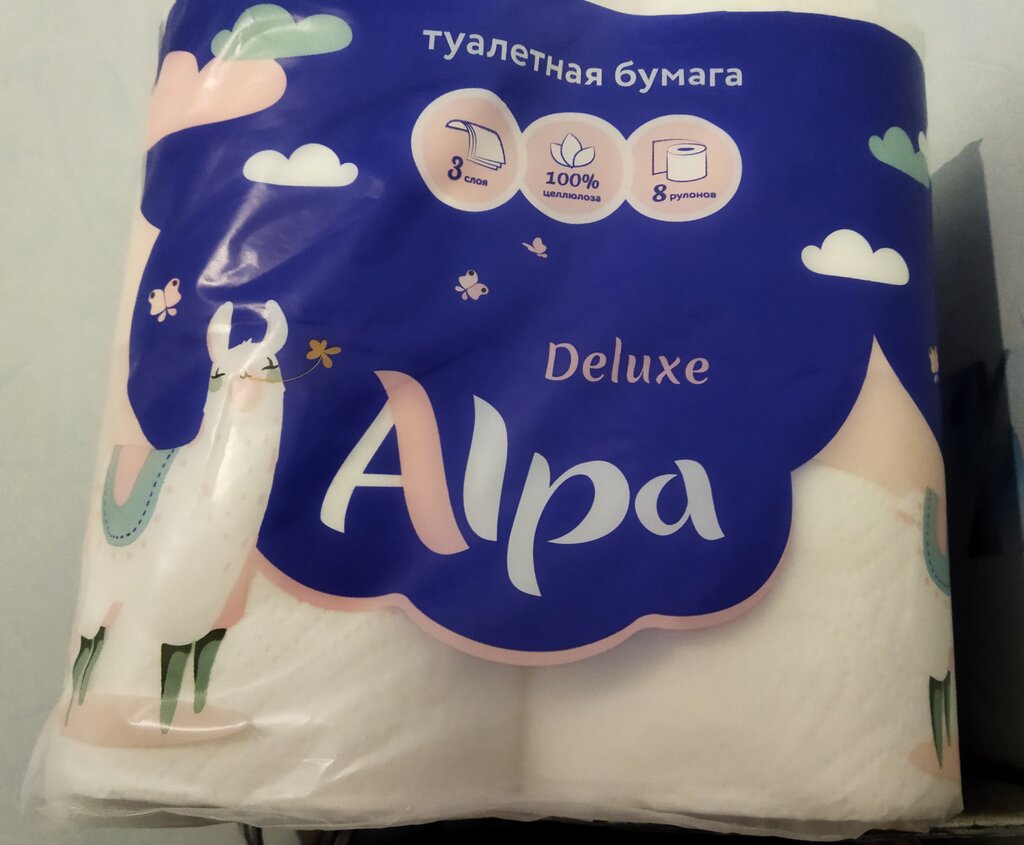 туалетная бумага
3 слоя
100%
целлюлоза
8 рулонов
Deluxe
Alpa